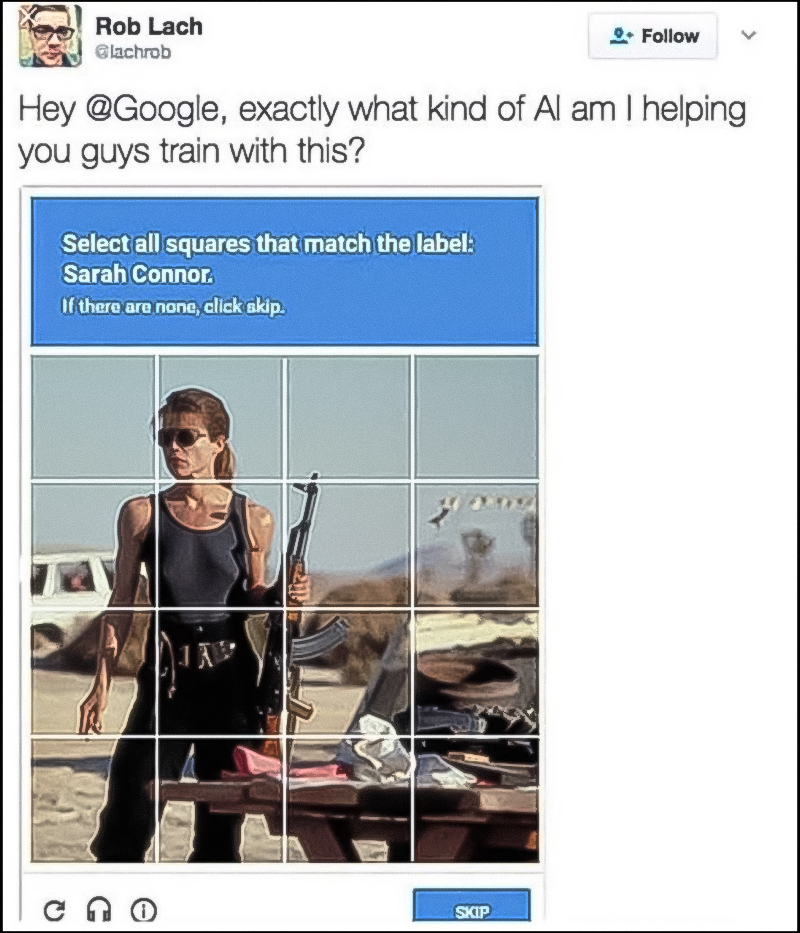 Rob Lach
@lachrob
Follow
Hey @Google, exactly what kind of AI am I helping
you guys train with this?
Select all squares that match the label:
Sarah Connor.
If there are none, click skip.
SKIP